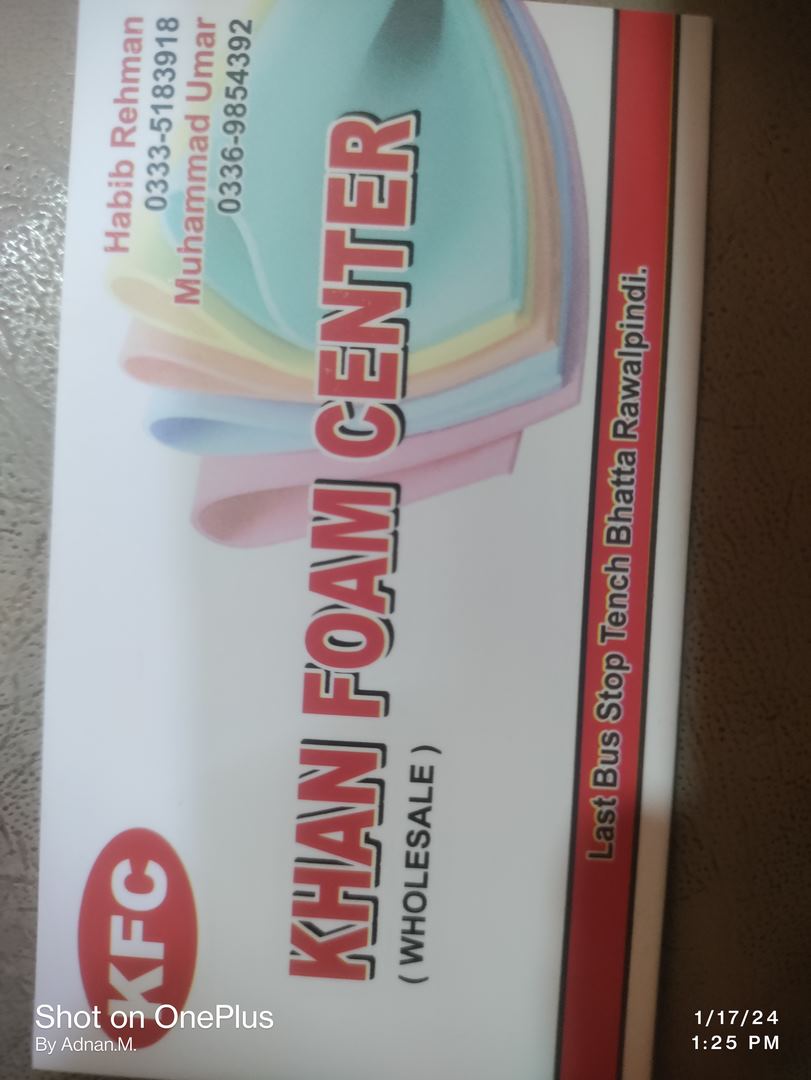 KFC
Habib Rehman
0333-5183918
Muhammad Umar
0336-9854392
KHAN FOAM CENTER
( WHOLESALE )
Last Bus Stop Tench Bhatta Rawalpindi.
Shot on OnePlus
By Adnan.M.
1/17/24
1:25 PM